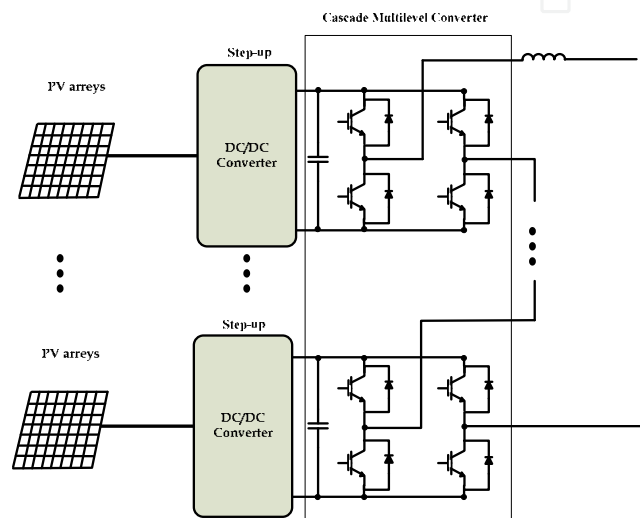 Cascade Multilevel Converter
Step-up
PV arreys
DC/DC
Converter
Step-up
PV arreys
DC/DC
Converter